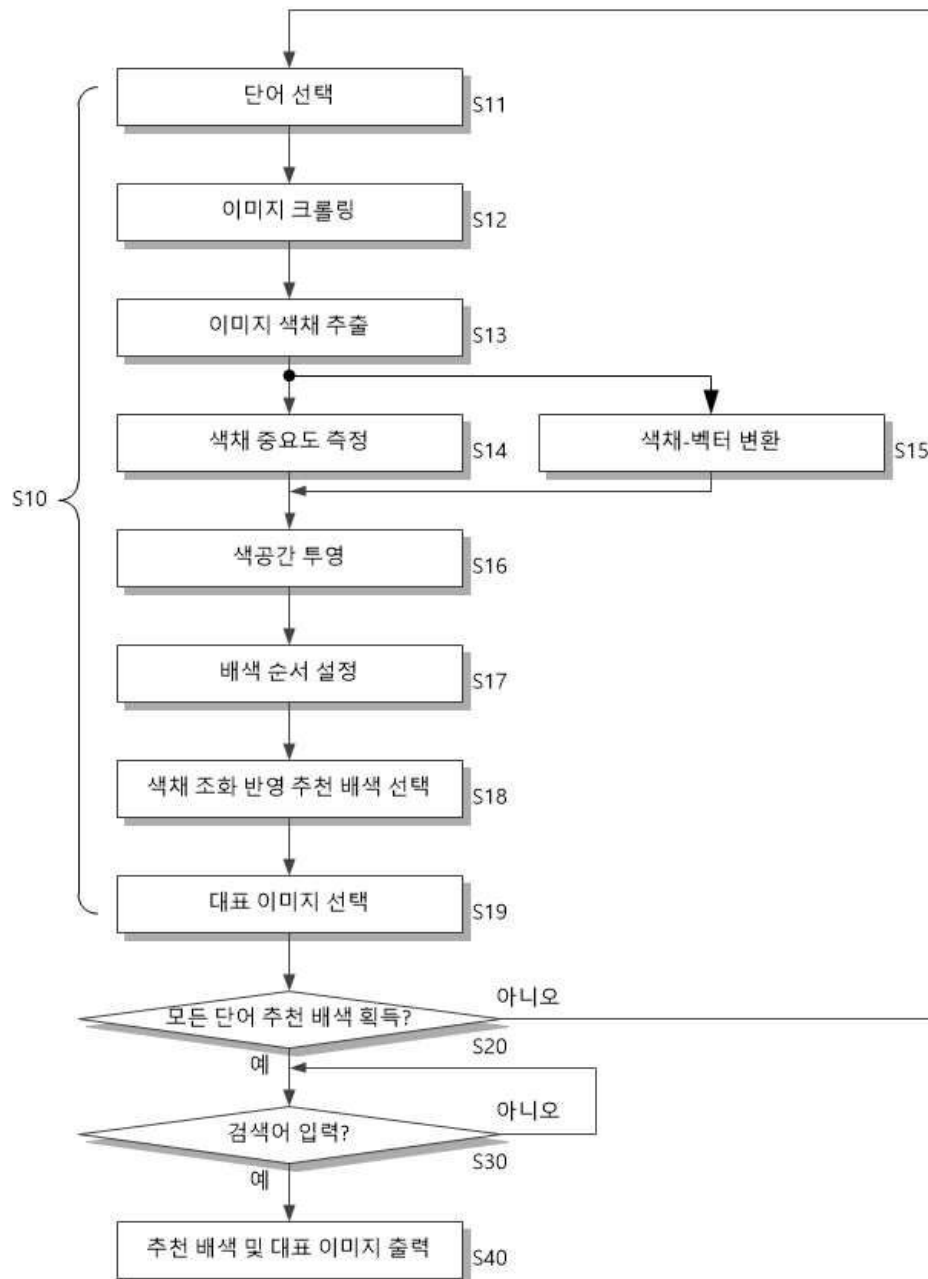 단어 선택
S11
이미지 크롤링
S12
이미지 색채 추출
S13
색채 중요도 측정
S14
색채-벡터 변환
S15
S10
색공간 투영
S16
배색 순서 설정
S17
색채 조화 반영 추천 배색 선택
S18
대표 이미지 선택
S19
모든 단어 추천 배색 획득?
아니오
S20
예
검색어 입력?
아니오
S30
예
추천 배색 및 대표 이미지 출력
S40